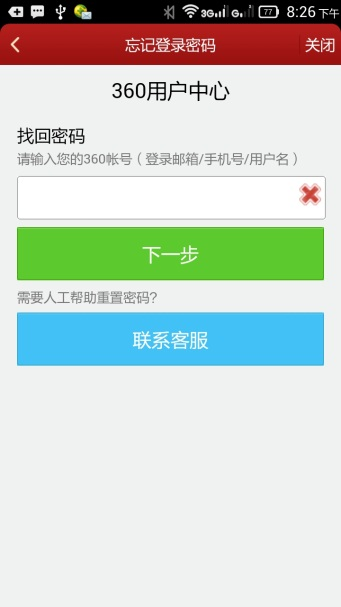 3G G 77 8:26 下午
忘记登录密码 关闭
360用户中心
找回密码
请输入您的360帐号（登录邮箱/手机号/用户名）
下一步
需要人工帮助重置密码?
联系客服